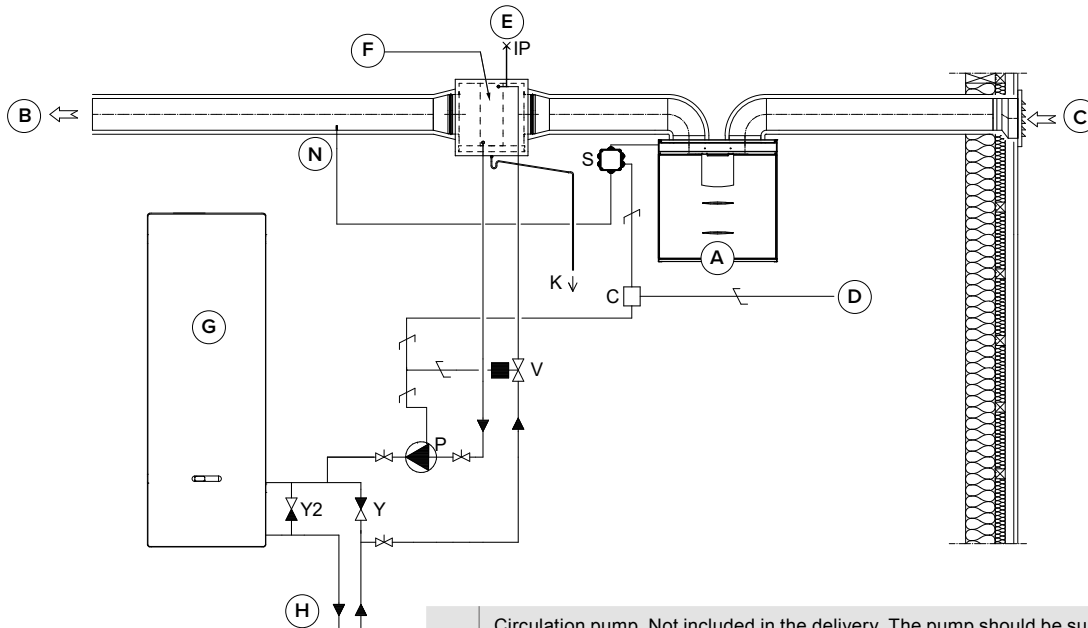 E
IP
F
B
C
N
S
A
K
C
D
G
V
P
Y2
Y
H
Circulation pump. Not included in the delivery. The pump should be su